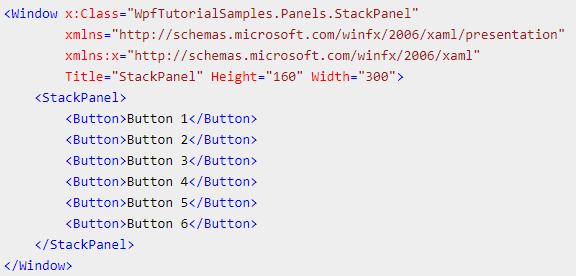 <Window x:Class="WpfTutorialSamples.Panels.StackPanel"
xmlns="http://schemas.microsoft.com/winfx/2006/xaml/presentation"
xmlns:x="http://schemas.microsoft.com/winfx/2006/xaml"
Title="StackPanel" Height="160" Width="300">
<StackPanel>
<Button>Button 1</Button>
<Button>Button 2</Button>
<Button>Button 3</Button>
<Button>Button 4</Button>
<Button>Button 5</Button>
<Button>Button 6</Button>
</StackPanel>
</Window>